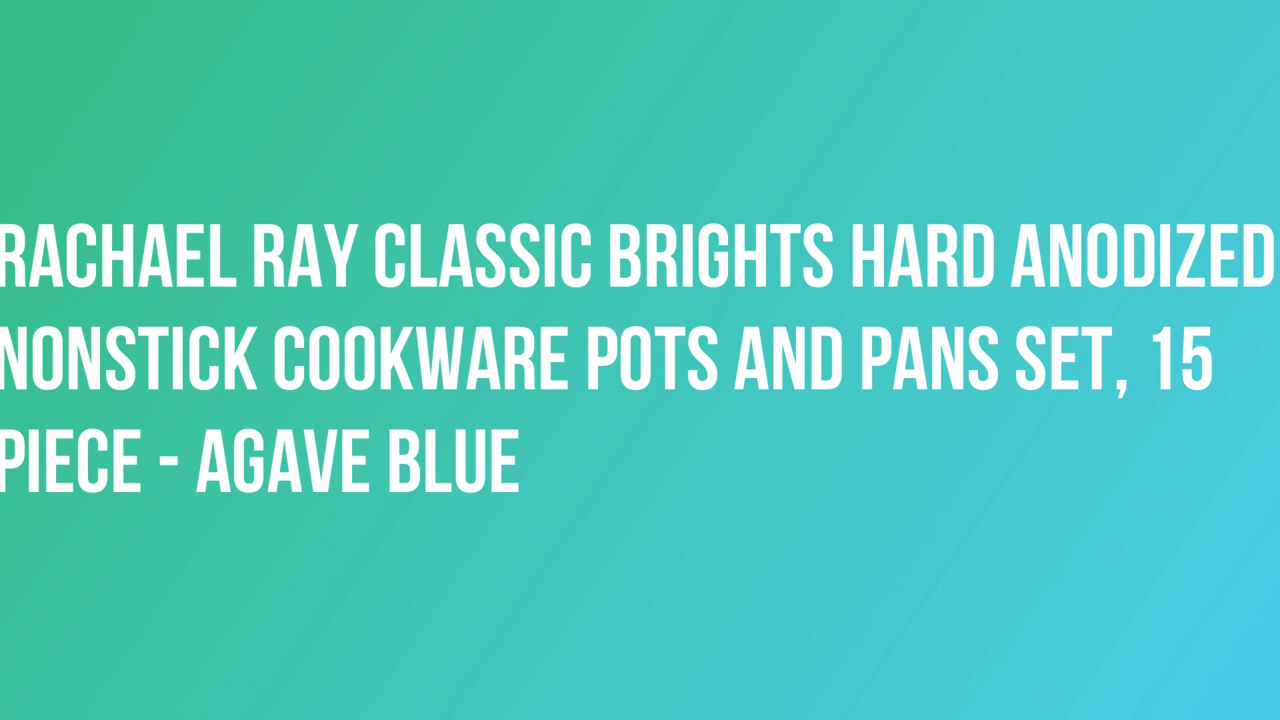 RACHAEL RAY CLASSIC BRIGHTS HARD ANODIZED
NONSTICK COOKWARE POTS AND PANS SET, 15
PIECE - AGAVE BLUE